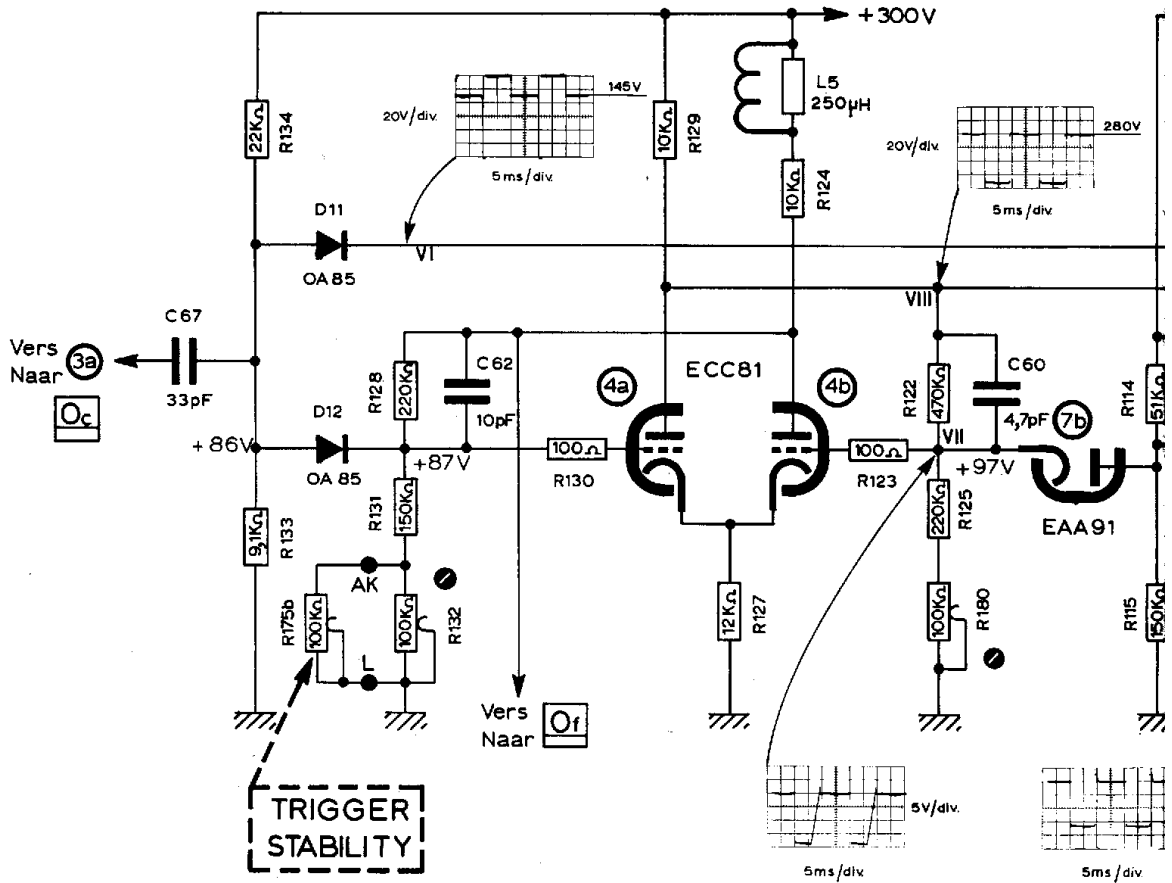 +300V
L5
250µH
145V
20V/div.
5ms/div.
22KΩ
R134
10KΩ
R129
10KΩ
R124
280V
20V/div.
5ms/div.
D11
OA85
VI
VIII
C67
33pF
Vers
Naar
3a
Oc
R128
220KΩ
C62
10pF
4a
ECC81
4b
R122
470KΩ
C60
4,7pF
7b
R114
51KΩ
+86V
D12
OA85
+87V
100Ω
R130
100Ω
R123
VII
+97V
EAA91
9,1KΩ
R133
R131
150KΩ
220KΩ
R125
AK
R175b
100KΩ
100KΩ
R132
L
12KΩ
R127
100KΩ
R180
R115
150KΩ
Vers
Naar
Of
TRIGGER
STABILITY
5V/div.
5ms/div.
5ms/div.